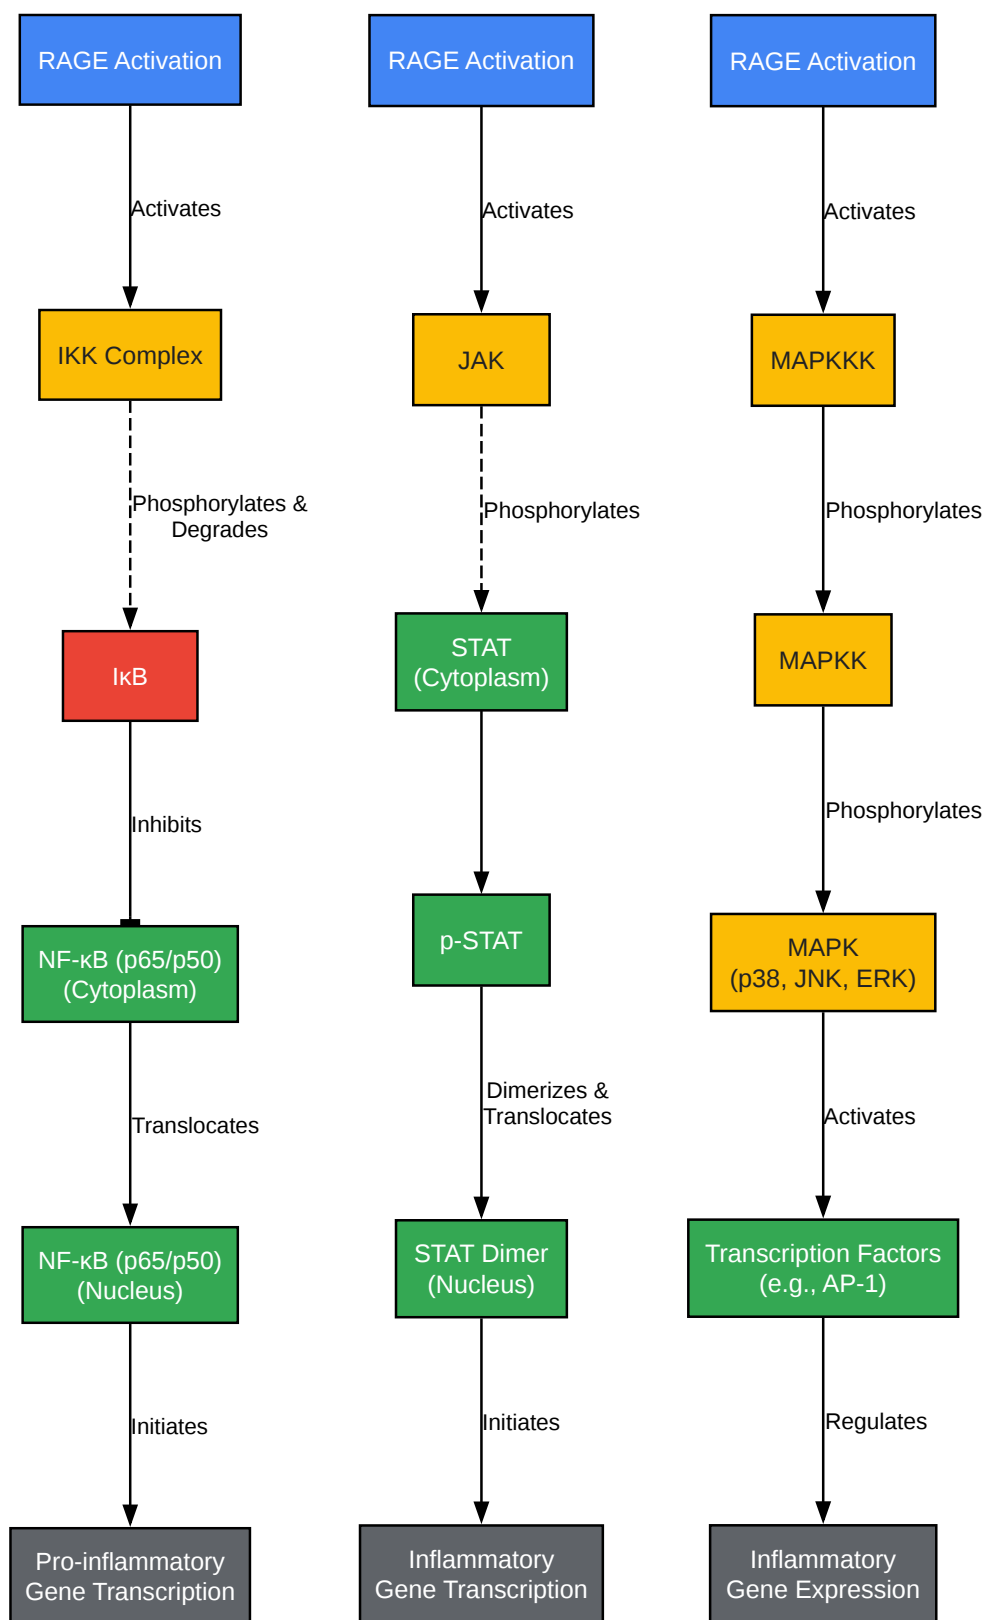 RAGE Activation
Activates
IKK Complex
Phosphorylates &
Degrades
IκB
Inhibits
NF-κB (p65/p50)
(Cytoplasm)
Translocates
NF-κB (p65/p50)
(Nucleus)
Initiates
Pro-inflammatory
Gene Transcription
RAGE Activation
Activates
JAK
Phosphorylates
STAT
(Cytoplasm)
p-STAT
Dimerizes &
Translocates
STAT Dimer
(Nucleus)
Initiates
Inflammatory
Gene Transcription
RAGE Activation
Activates
MAPKKK
Phosphorylates
MAPKK
Phosphorylates
MAPK
(p38, JNK, ERK)
Activates
Transcription Factors
(e.g., AP-1)
Regulates
Inflammatory
Gene Expression